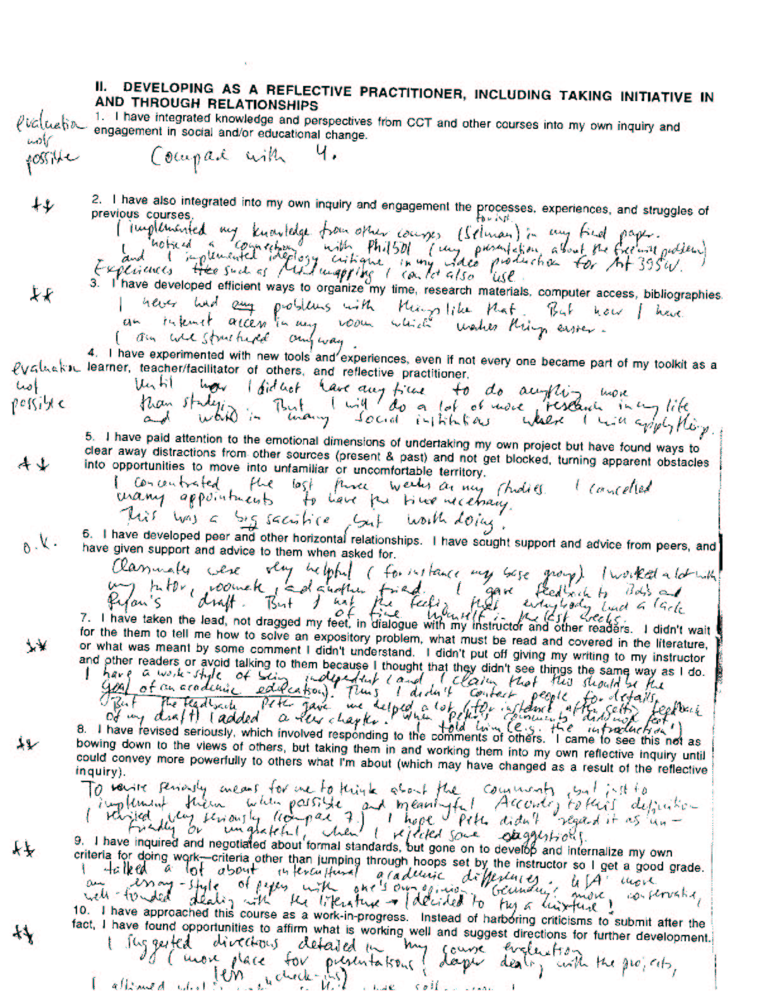 II. DEVELOPING AS A REFLECTIVE PRACTITIONER, INCLUDING TAKING INITIATIVE IN
AND THROUGH RELATIONSHIPS
evaluation
not
possible
1. I have integrated knowledge and perspectives from CCT and other courses into my own inquiry and
engagement in social and/or educational change.
Compare with 4.
++
2. I have also integrated into my own inquiry and engagement the processes, experiences, and struggles of
previous courses.
for inst.
I implemented my knowledge from other courses (Selman) in my final paper.
I noticed a connection with Phil 501 (my presentation about the free will problem)
and I implemented ideology critique in my video production for Art 395W.
Experiences such as Mindmapping I could also use.
++
3. I have developed efficient ways to organize my time, research materials, computer access, bibliographies.
I never had any problems with things like that. But now I have
an internet access in my room which makes things easier.
I am well structured anyway.
evaluation
not
possible
4. I have experimented with new tools and experiences, even if not every one became part of my toolkit as a
learner, teacher/facilitator of others, and reflective practitioner.
Until now I did not have any time to do anything more
than studying. But I will do a lot of more research in my life
and work in many social institutions where I will apply things.
++
5. I have paid attention to the emotional dimensions of undertaking my own project but have found ways to
clear away distractions from other sources (present & past) and not get blocked, turning apparent obstacles
into opportunities to move into unfamiliar or uncomfortable territory.
I concentrated the last three weeks on my studies. I cancelled
many appointments to have the time necessary.
This was a big sacrifice, but worth doing.
o.k.
6. I have developed peer and other horizontal relationships. I have sought support and advice from peers, and
have given support and advice to them when asked for.
Classmates were very helpful (for instance my base group). I worked a lot with
my tutor, roomate, and another friend. I gave feedback to and
Ryan's draft. But I the feeling that everybody had a lack
of time himself in the last weeks.
++
7. I have taken the lead, not dragged my feet, in dialogue with my instructor and other readers. I didn't wait
for the them to tell me how to solve an expository problem, what must be read and covered in the literature,
or what was meant by some comment I didn't understand. I didn't put off giving my writing to my instructor
and other readers or avoid talking to them because I thought that they didn't see things the same way as I do.
I have a work-style of being independent (and I claim that this should be the
goal of an academic education). Thus I didn't contact people for details.
But the feedback Peter gave me helped a lot (for instance after getting feedback
of my draft I added a new chapter. When Peter's comments did not
I told him (e.g. the introduction)
++
8. I have revised seriously, which involved responding to the comments of others. I came to see this not as
bowing down to the views of others, but taking them in and working them into my own reflective inquiry until
could convey more powerfully to others what I'm about (which may have changed as a result of the reflective
inquiry).
To revise seriously means for me to think about the comments, but just to
implement them when possible and meaningful. According to this definition
I revised very seriously (compare 7.) I hope Peter didn't regard it as un-
friendly or ungrateful, when I rejected some suggestions.
++
9. I have inquired and negotiated about formal standards, but gone on to develop and internalize my own
criteria for doing work—criteria other than jumping through hoops set by the instructor so I get a good grade.
I talked a lot about intercultural academic differences. USA: more
an essay-style of papers with one's own opinion, Germany: more conservative,
well-founded dealing with the literature → I decided to try a mixture!
++
10. I have approached this course as a work-in-progress. Instead of harboring criticisms to submit after the
fact, I have found opportunities to affirm what is working well and suggest directions for further development.
I suggested directions detailed in my course evaluation
(more place for presentations, deeper dealing with the projects,
less "check-ins)
I affirmed